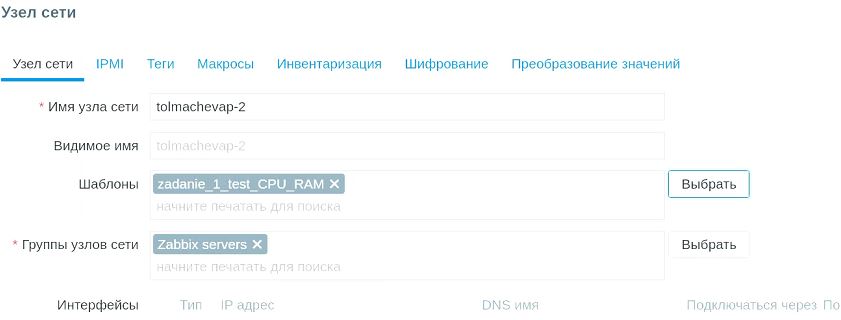 Узел сети
Узел сети IPMI Теги Макросы Инвентаризация Шифрование Преобразование значений
* Имя узла сети tolmachevap-2
Видимое имя tolmachevap-2
Шаблоны zadanie_1_test_CPU_RAM ✕ Выбрать
начните печатать для поиска
* Группы узлов сети Zabbix servers ✕ Выбрать
начните печатать для поиска
Интерфейсы Тип IP адрес DNS имя Подключаться через По